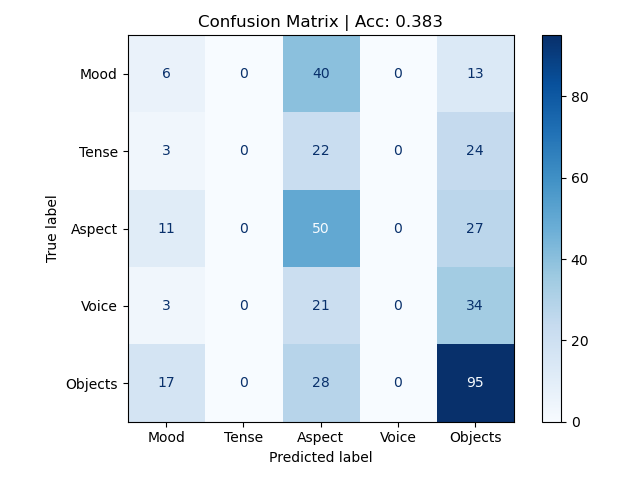 Confusion Matrix | Acc: 0.383
True label
Mood 6 0 40 0 13
Tense 3 0 22 0 24
Aspect 11 0 50 0 27
Voice 3 0 21 0 34
Objects 17 0 28 0 95
Mood Tense Aspect Voice Objects
Predicted label
80
60
40
20
0